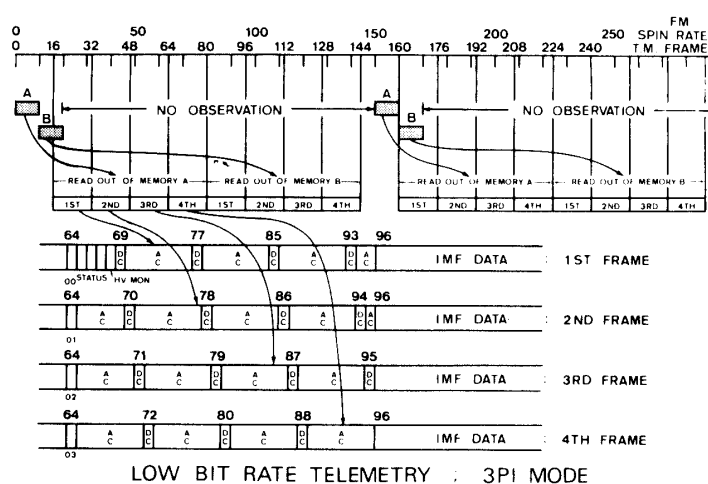 FM
0 50 100 150 200 250 SPIN RATE
0 16 32 48 64 80 96 112 128 144 160 176 192 208 224 240 T.M. FRAME
A A
B NO OBSERVATION B NO OBSERVATION
READ OUT OF MEMORY A READ OUT OF MEMORY B READ OUT OF MEMORY A READ OUT OF MEMORY B
1ST 2ND 3RD 4TH 1ST 2ND 3RD 4TH 1ST 2ND 3RD 4TH 1ST 2ND 3RD 4TH
64 69 77 85 93 96
DC AC DC AC DC AC DC AC IMF DATA : 1ST FRAME
00 STATUS HV MON
64 70 78 86 94 96
AC DC AC DC AC DC AC DC AC IMF DATA : 2ND FRAME
01
64 71 79 87 95
AC DC AC DC AC DC AC DC IMF DATA : 3RD FRAME
02
64 72 80 88 96
AC DC AC DC AC DC AC IMF DATA : 4TH FRAME
03
LOW BIT RATE TELEMETRY ; 3PI MODE